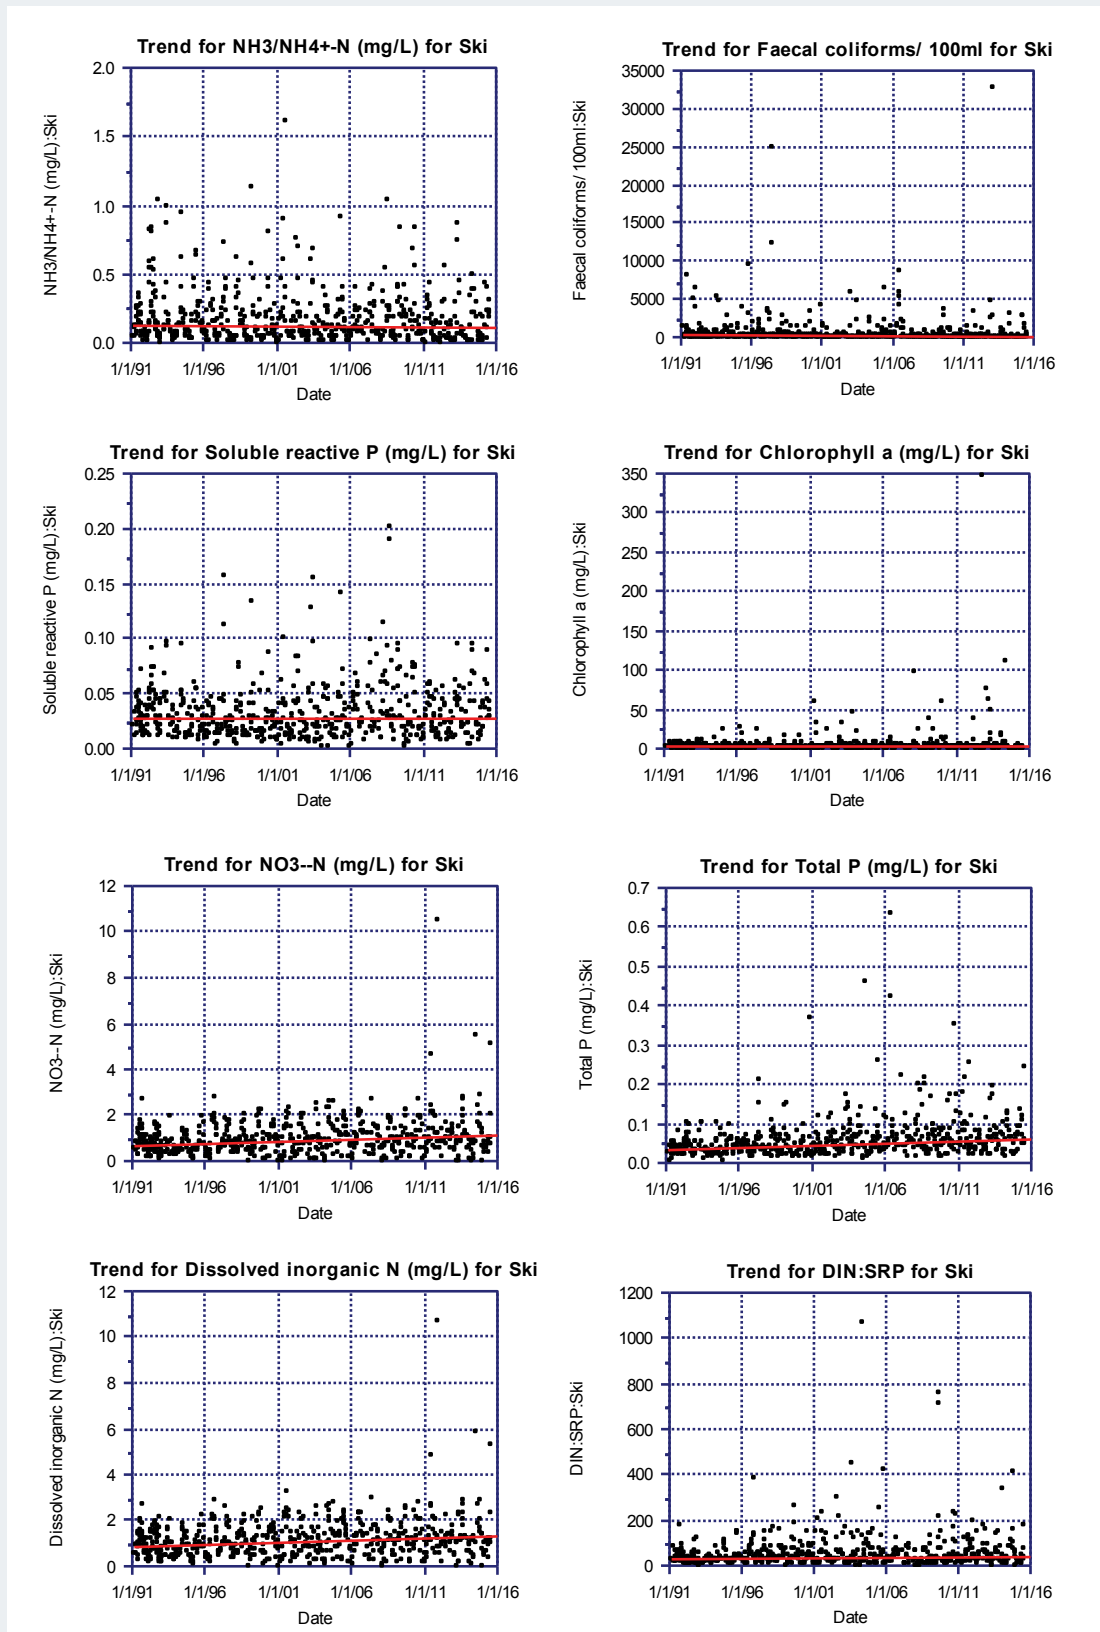 Trend for NH3/NH4+-N (mg/L) for Ski
NH3/NH4+-N (mg/L):Ski
2.0
1.5
1.0
0.5
0.0
1/1/91 1/1/96 1/1/01 1/1/06 1/1/11 1/1/16
Date
Trend for Faecal coliforms/ 100ml for Ski
Faecal coliforms/ 100ml:Ski
35000
30000
25000
20000
15000
10000
5000
0
1/1/91 1/1/96 1/1/01 1/1/06 1/1/11 1/1/16
Date
Trend for Soluble reactive P (mg/L) for Ski
Soluble reactive P (mg/L):Ski
0.25
0.20
0.15
0.10
0.05
0.00
1/1/91 1/1/96 1/1/01 1/1/06 1/1/11 1/1/16
Date
Trend for Chlorophyll a (mg/L) for Ski
Chlorophyll a (mg/L):Ski
350
300
250
200
150
100
50
0
1/1/91 1/1/96 1/1/01 1/1/06 1/1/11 1/1/16
Date
Trend for NO3--N (mg/L) for Ski
NO3--N (mg/L):Ski
12
10
8
6
4
2
0
1/1/91 1/1/96 1/1/01 1/1/06 1/1/11 1/1/16
Date
Trend for Total P (mg/L) for Ski
Total P (mg/L):Ski
0.7
0.6
0.5
0.4
0.3
0.2
0.1
0.0
1/1/91 1/1/96 1/1/01 1/1/06 1/1/11 1/1/16
Date
Trend for Dissolved inorganic N (mg/L) for Ski
Dissolved inorganic N (mg/L):Ski
12
10
8
6
4
2
0
1/1/91 1/1/96 1/1/01 1/1/06 1/1/11 1/1/16
Date
Trend for DIN:SRP for Ski
DIN:SRP:Ski
1200
1000
800
600
400
200
0
1/1/91 1/1/96 1/1/01 1/1/06 1/1/11 1/1/16
Date